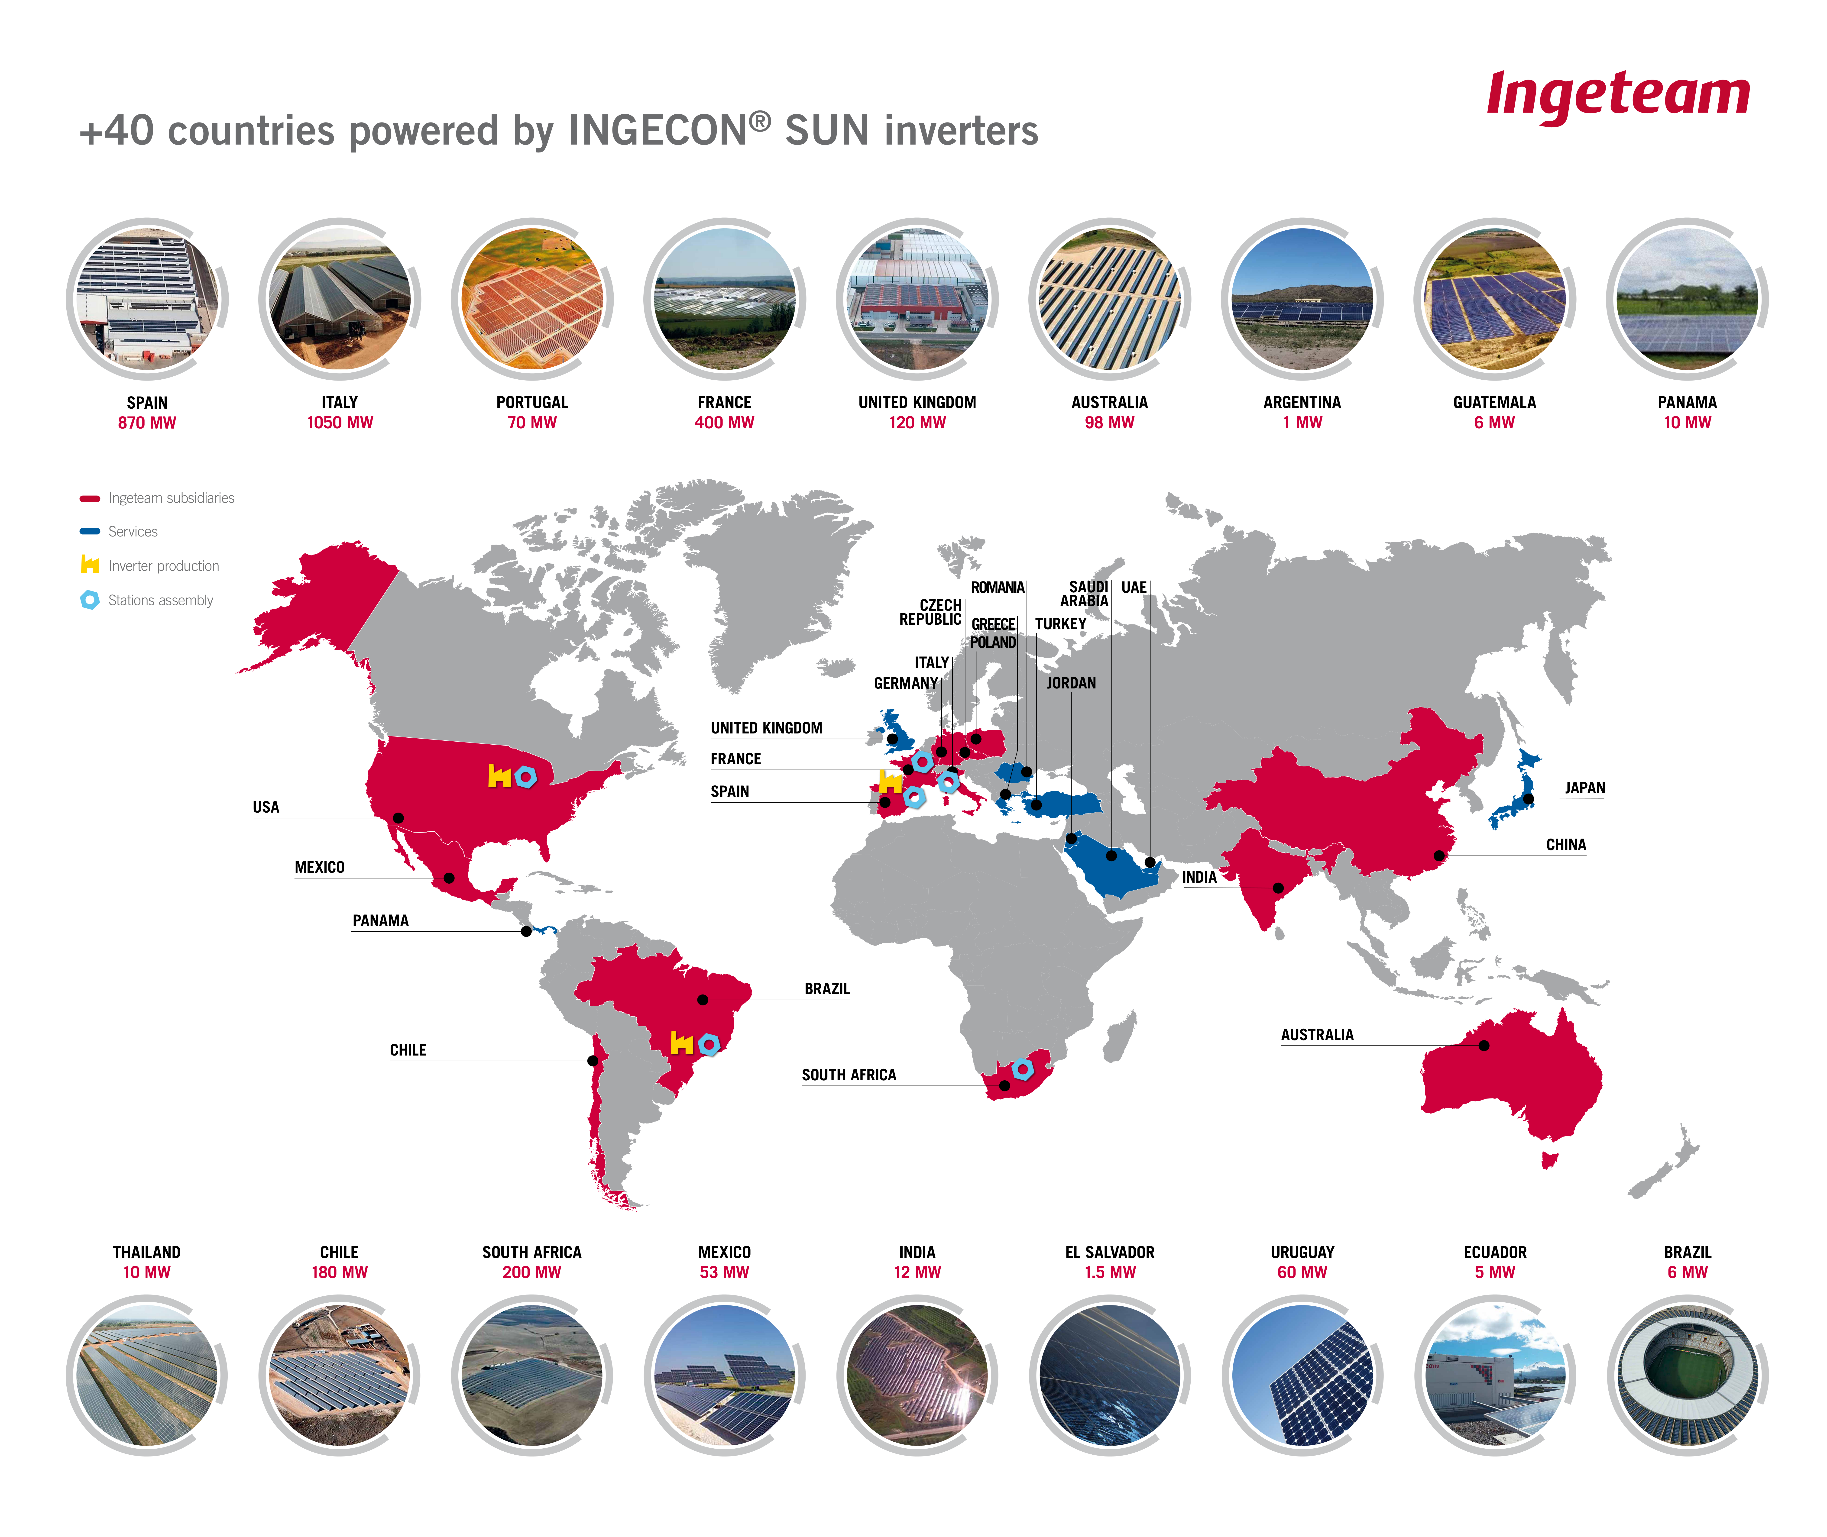 Ingeteam
+40 countries powered by INGECON® SUN inverters
SPAIN
870 MW
ITALY
1050 MW
PORTUGAL
70 MW
FRANCE
400 MW
UNITED KINGDOM
120 MW
AUSTRALIA
98 MW
ARGENTINA
1 MW
GUATEMALA
6 MW
PANAMA
10 MW
Ingeteam subsidiaries
Services
Inverter production
Stations assembly
ROMANIA
SAUDI
ARABIA
UAE
CZECH
REPUBLIC
GREECE
TURKEY
POLAND
ITALY
GERMANY
JORDAN
UNITED KINGDOM
FRANCE
SPAIN
USA
MEXICO
PANAMA
JAPAN
CHINA
INDIA
BRAZIL
CHILE
SOUTH AFRICA
AUSTRALIA
THAILAND
10 MW
CHILE
180 MW
SOUTH AFRICA
200 MW
MEXICO
53 MW
INDIA
12 MW
EL SALVADOR
1.5 MW
URUGUAY
60 MW
ECUADOR
5 MW
BRAZIL
6 MW